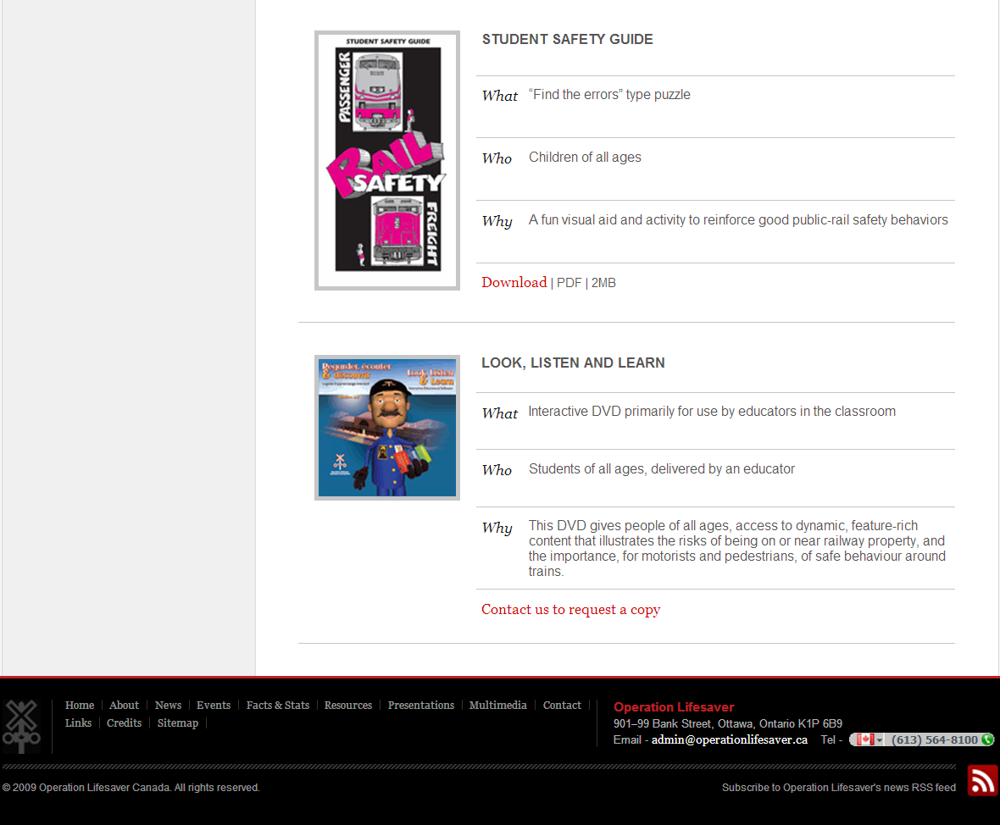 STUDENT SAFETY GUIDE
PASSENGER
RAIL
SAFETY
FREIGHT
STUDENT SAFETY GUIDE
What “Find the errors” type puzzle
Who Children of all ages
Why A fun visual aid and activity to reinforce good public-rail safety behaviors
Download | PDF | 2MB
Regarder, écouter
& découvrir
Look, Listen
& Learn
LOOK, LISTEN AND LEARN
What Interactive DVD primarily for use by educators in the classroom
Who Students of all ages, delivered by an educator
Why This DVD gives people of all ages, access to dynamic, feature-rich
content that illustrates the risks of being on or near railway property, and
the importance, for motorists and pedestrians, of safe behaviour around
trains.
Contact us to request a copy
Home About News Events Facts & Stats Resources Presentations Multimedia Contact
Links Credits Sitemap
Operation Lifesaver
901–99 Bank Street, Ottawa, Ontario K1P 6B9
Email - admin@operationlifesaver.ca Tel - (613) 564-8100
© 2009 Operation Lifesaver Canada. All rights reserved.
Subscribe to Operation Lifesaver's news RSS feed